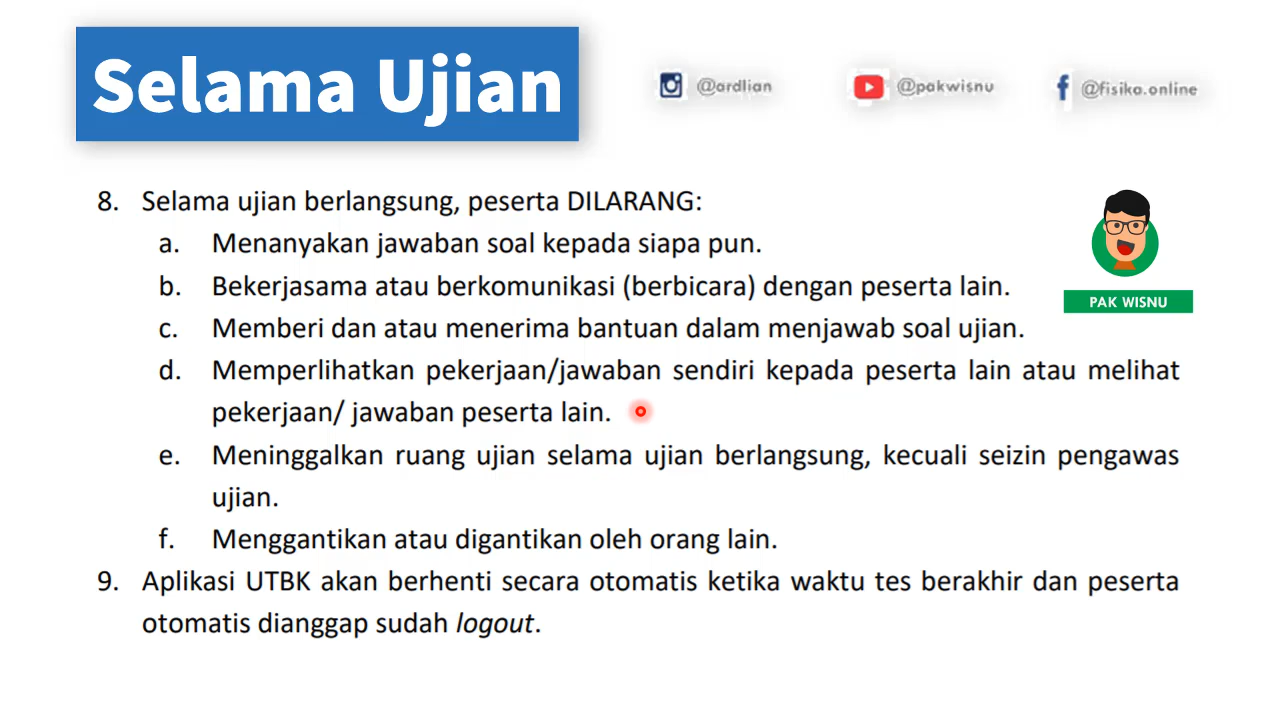 Selama Ujian
@ardlian
@pakwisnu
@fisika.online
8. Selama ujian berlangsung, peserta DILARANG:
a. Menanyakan jawaban soal kepada siapa pun.
b. Bekerjasama atau berkomunikasi (berbicara) dengan peserta lain.
PAK WISNU
c. Memberi dan atau menerima bantuan dalam menjawab soal ujian.
d. Memperlihatkan pekerjaan/jawaban sendiri kepada peserta lain atau melihat
pekerjaan/ jawaban peserta lain.
e. Meninggalkan ruang ujian selama ujian berlangsung, kecuali seizin pengawas
ujian.
f. Menggantikan atau digantikan oleh orang lain.
9. Aplikasi UTBK akan berhenti secara otomatis ketika waktu tes berakhir dan peserta
otomatis dianggap sudah logout.